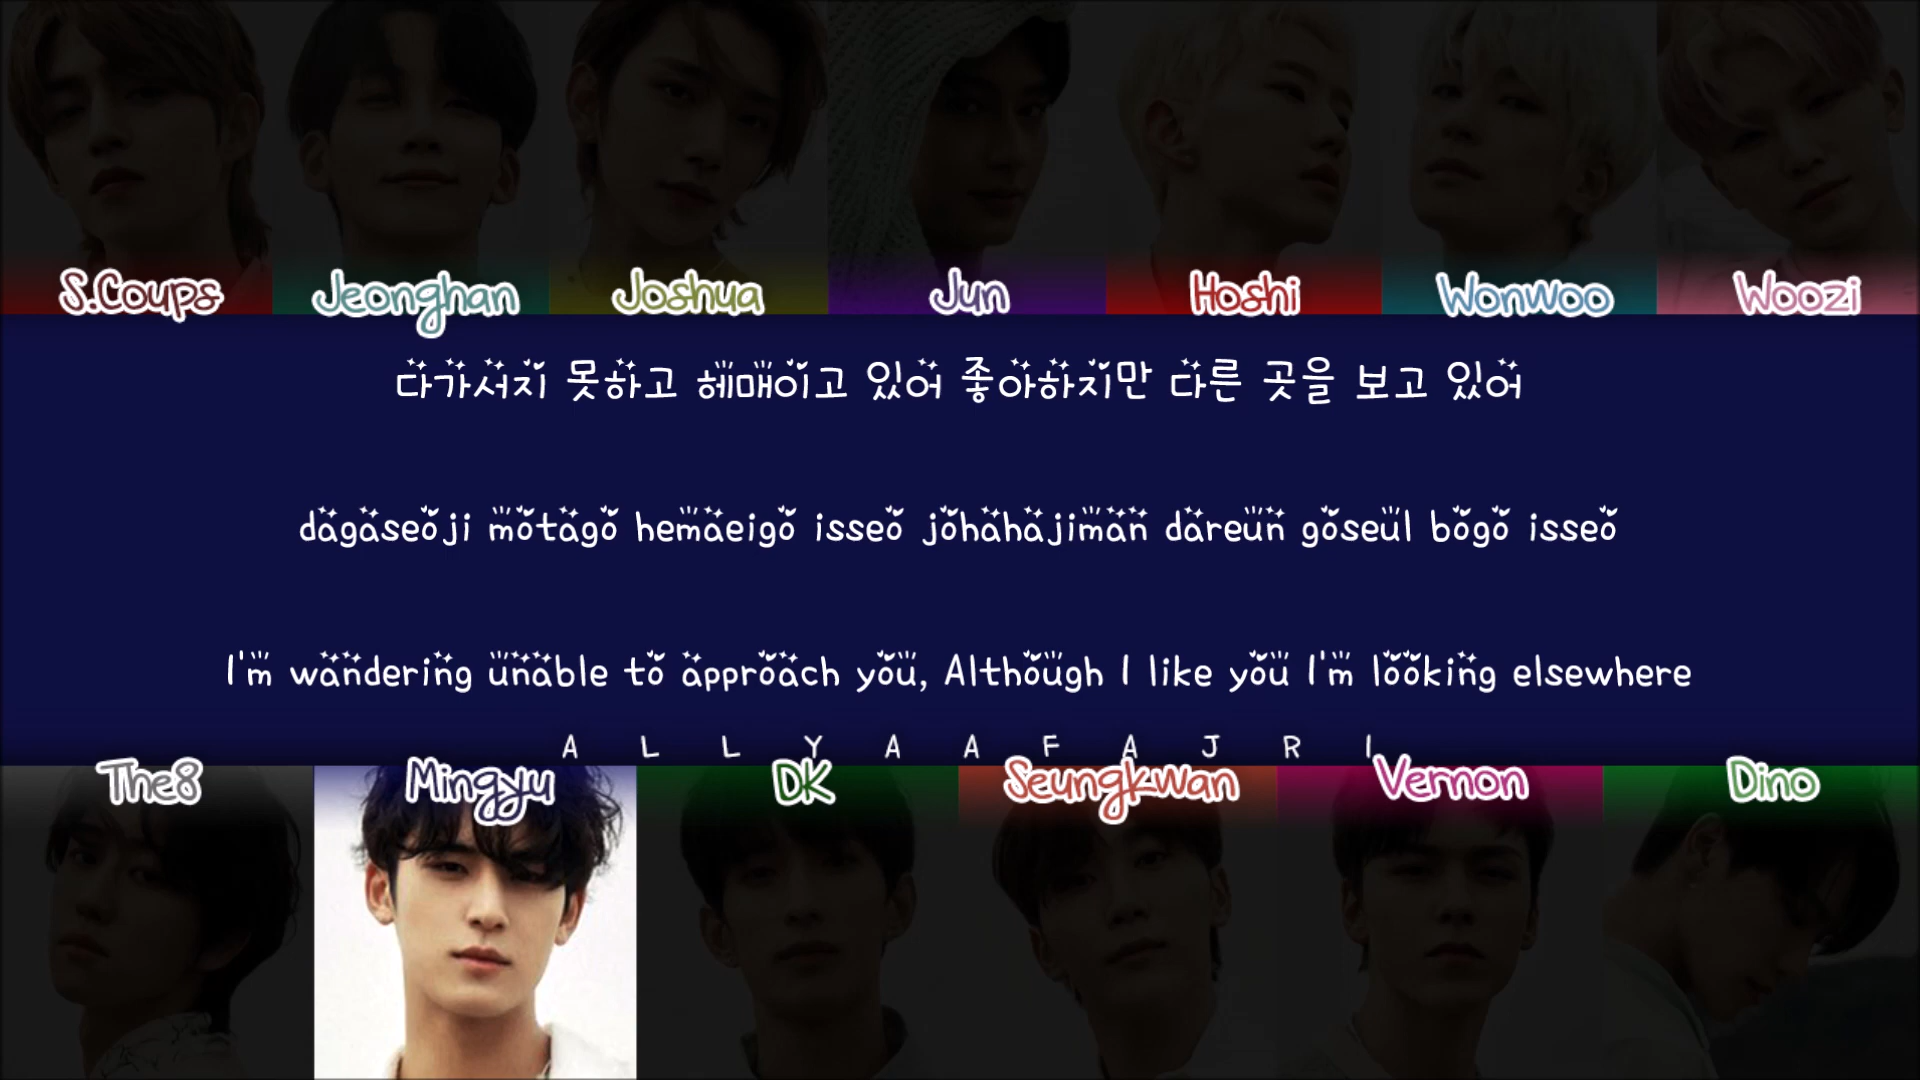 S.Coups Jeonghan Joshua Jun Hoshi Wonwoo Woozi
다가서지 못하고 헤매이고 있어 좋아하지만 다른 곳을 보고 있어
dagaseoji motago hemaeigo isseo johahajiman dareun goseul bogo isseo
I'm wandering unable to approach you, Although I like you I'm looking elsewhere
A L L Y A A F A J R I
The8 Mingyu DK Seungkwan Vernon Dino